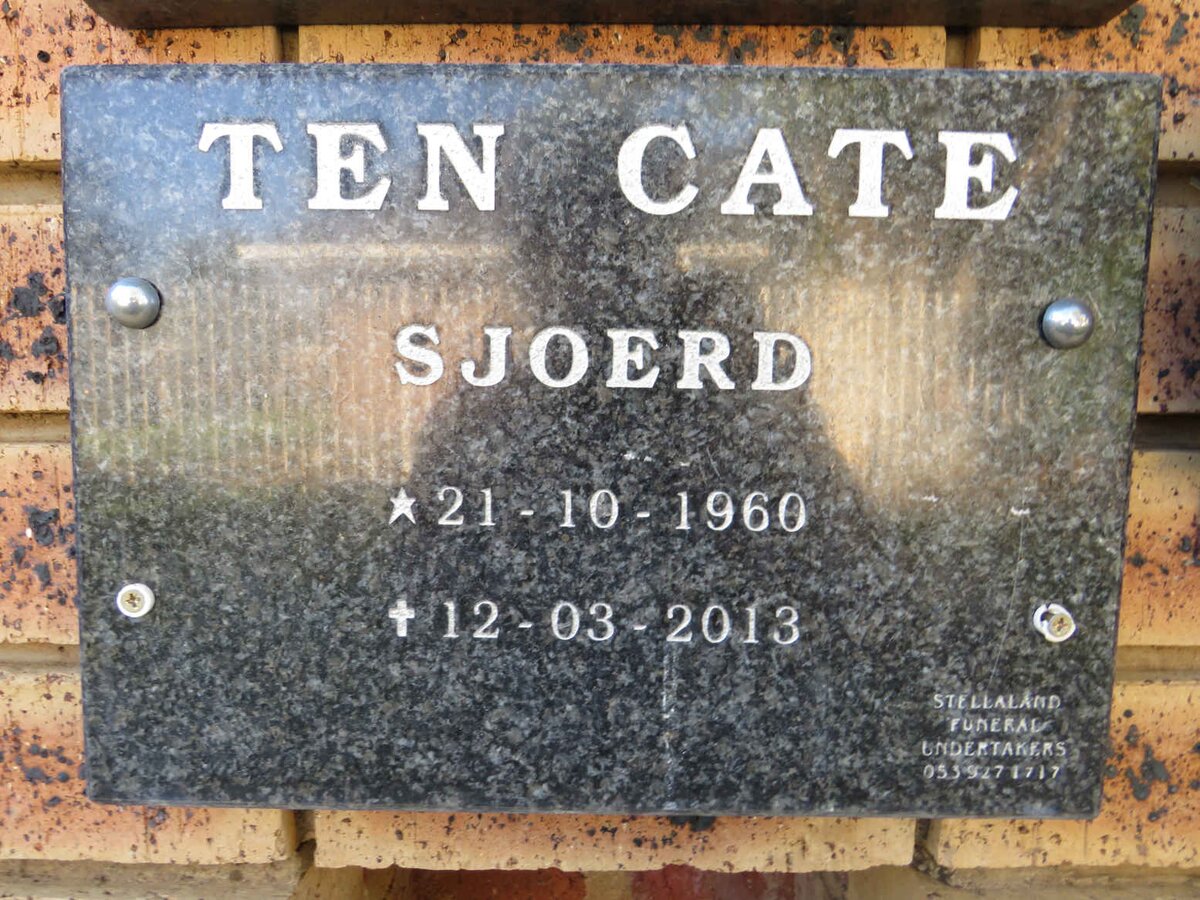 TEN CATE
SJOERD
★ 21 - 10 - 1960
✝ 12 - 03 - 2013
STELLALAND
FUNERAL
UNDERTAKERS
053 927 1717